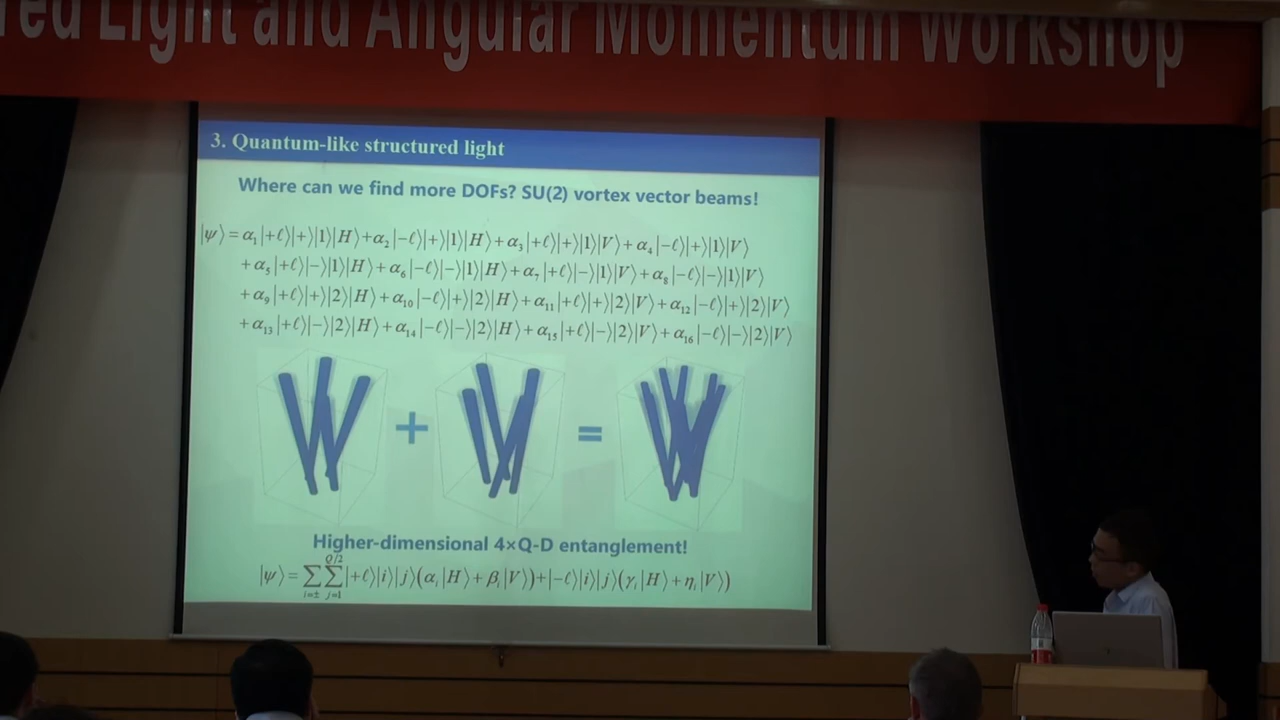 red Light and Angular Momentum Workshop
3. Quantum-like structured light
Where can we find more DOFs? SU(2) vortex vector beams!
|ψ⟩=α₁|+ℓ⟩|+⟩|1⟩|H⟩+α₂|−ℓ⟩|+⟩|1⟩|H⟩+α₃|+ℓ⟩|+⟩|1⟩|V⟩+α₄|−ℓ⟩|+⟩|1⟩|V⟩
+α₅|+ℓ⟩|−⟩|1⟩|H⟩+α₆|−ℓ⟩|−⟩|1⟩|H⟩+α₇|+ℓ⟩|−⟩|1⟩|V⟩+α₈|−ℓ⟩|−⟩|1⟩|V⟩
+α₉|+ℓ⟩|+⟩|2⟩|H⟩+α₁₀|−ℓ⟩|+⟩|2⟩|H⟩+α₁₁|+ℓ⟩|+⟩|2⟩|V⟩+α₁₂|−ℓ⟩|+⟩|2⟩|V⟩
+α₁₃|+ℓ⟩|−⟩|2⟩|H⟩+α₁₄|−ℓ⟩|−⟩|2⟩|H⟩+α₁₅|+ℓ⟩|−⟩|2⟩|V⟩+α₁₆|−ℓ⟩|−⟩|2⟩|V⟩
+ =
Higher-dimensional 4×Q-D entanglement!
|ψ⟩=∑_{i=±}∑_{j=1}^{Q/2}|+ℓ⟩|i⟩|j⟩(αᵢ|H⟩+βᵢ|V⟩)+|−ℓ⟩|i⟩|j⟩(γᵢ|H⟩+ηᵢ|V⟩)